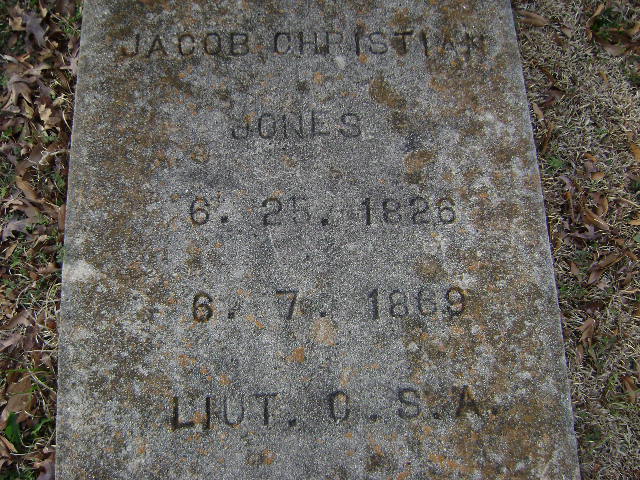 JACOB CHRISTIAN
JONES
6. 25. 1826
6. 7. 1869
LIUT. C.S.A.